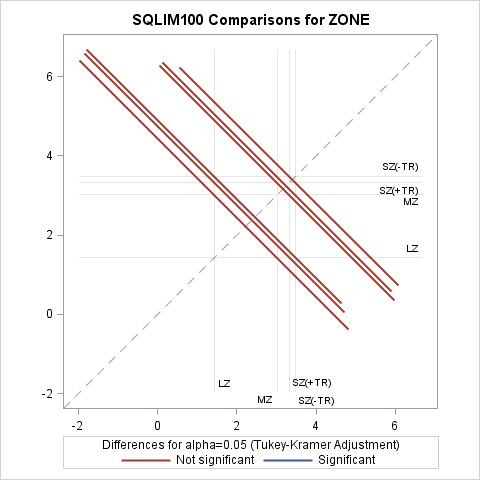 SQLIM100 Comparisons for ZONE
6
SZ(-TR)
4
SZ(+TR)
MZ
2
LZ
0
LZ
SZ(+TR)
-2
MZ
SZ(-TR)
-2 0 2 4 6
Differences for alpha=0.05 (Tukey-Kramer Adjustment)
Not significant Significant